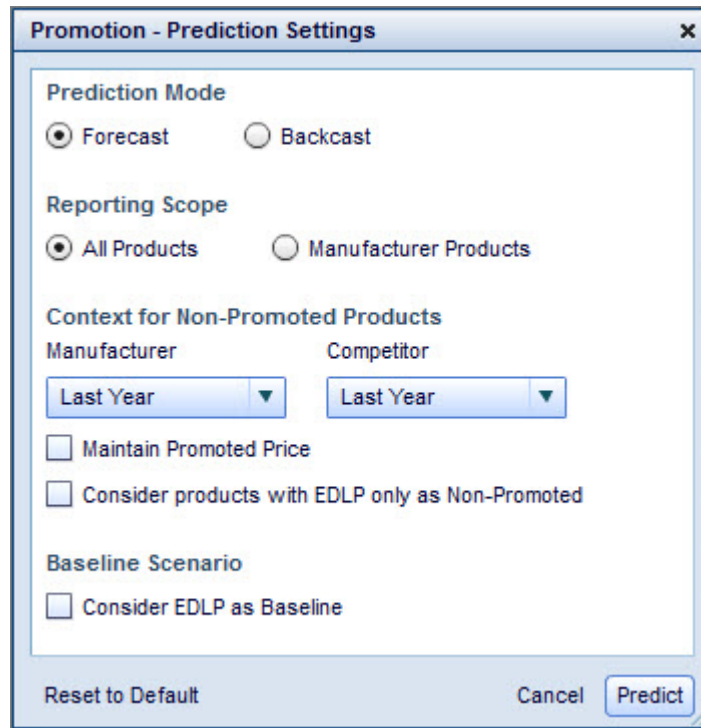 Promotion - Prediction Settings
Prediction Mode
Forecast Backcast
Reporting Scope
All Products Manufacturer Products
Context for Non-Promoted Products
Manufacturer Competitor
Last Year Last Year
Maintain Promoted Price
Consider products with EDLP only as Non-Promoted
Baseline Scenario
Consider EDLP as Baseline
Reset to Default Cancel Predict